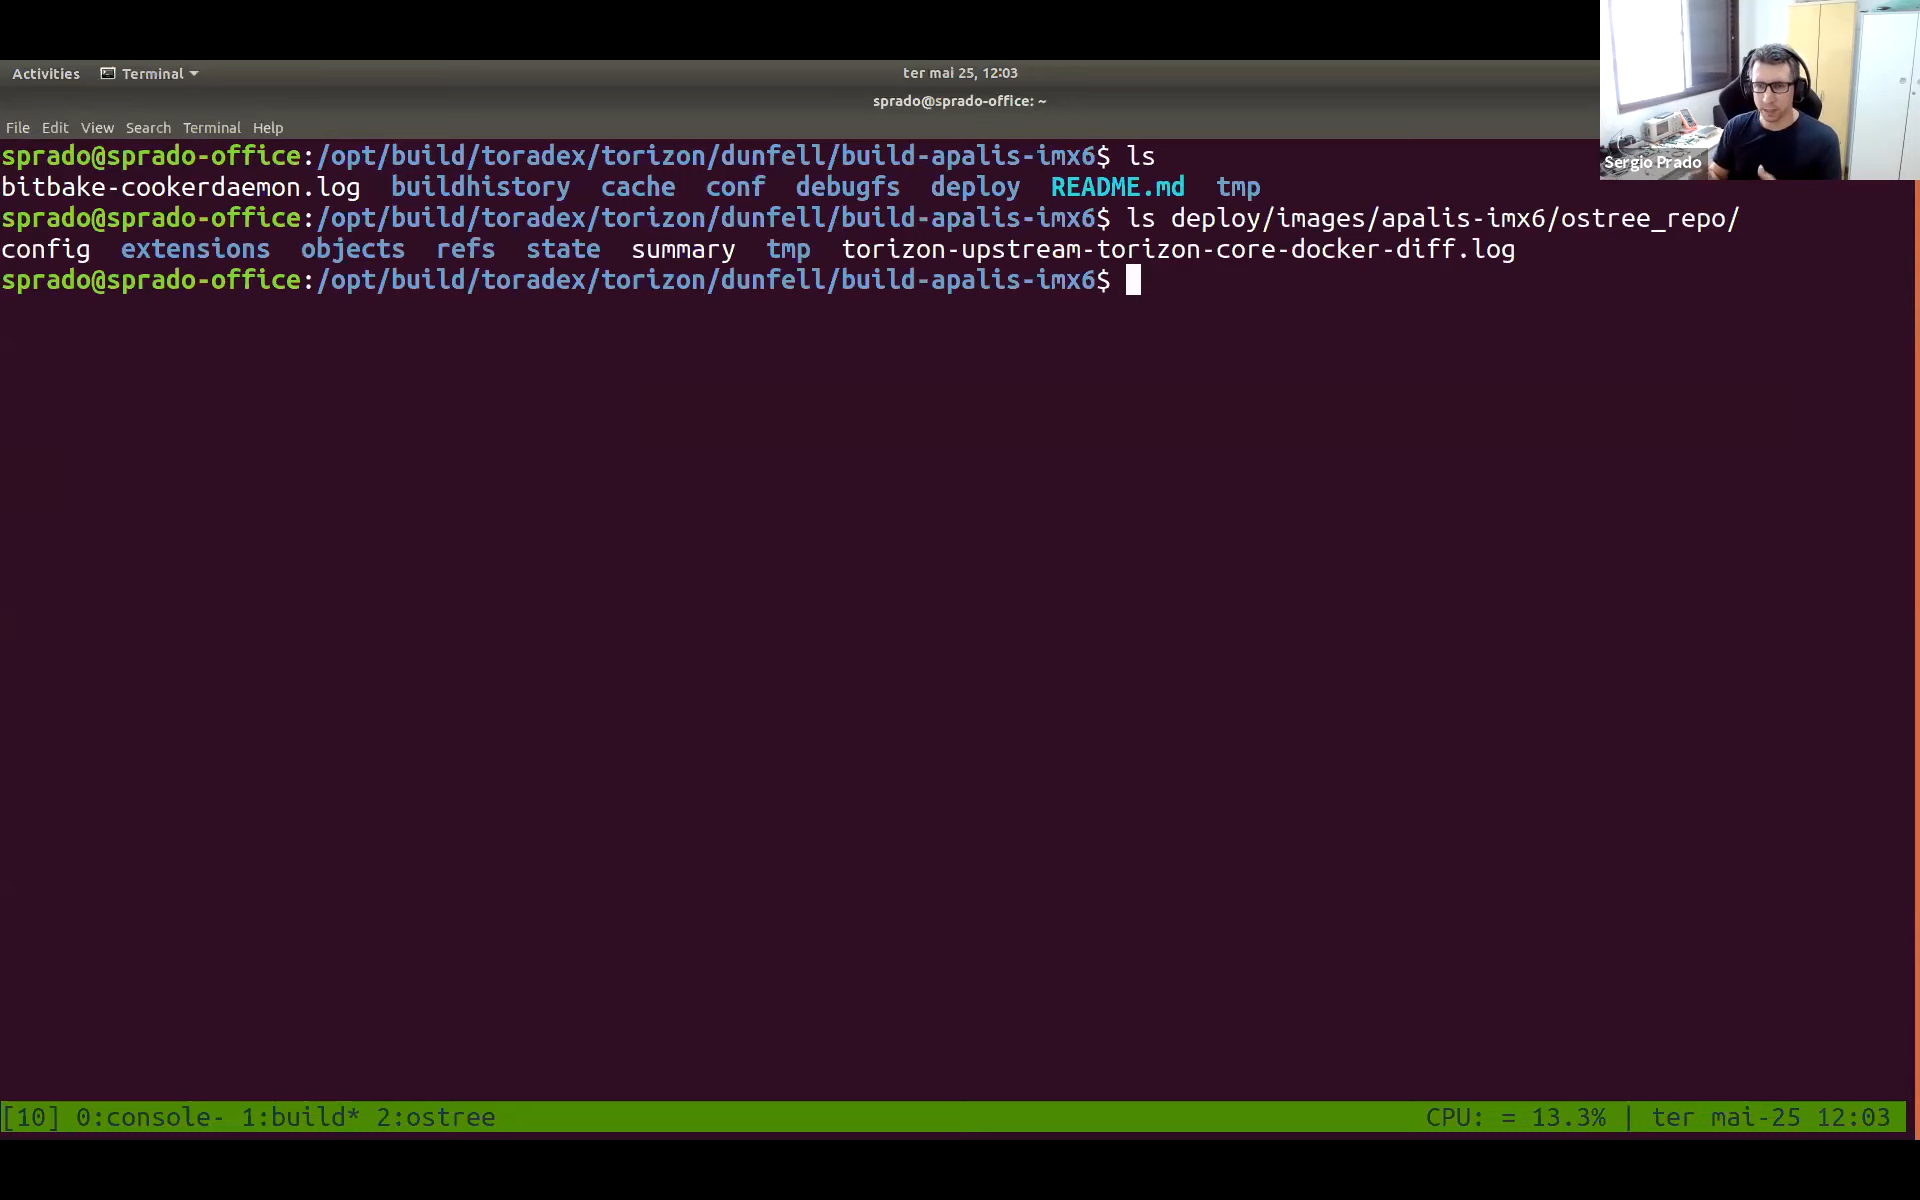 Activities Terminal ter mai 25, 12:03
sprado@sprado-office: ~
File Edit View Search Terminal Help
sprado@sprado-office:/opt/build/toradex/torizon/dunfell/build-apalis-imx6$ ls
bitbake-cookerdaemon.log buildhistory cache conf debugfs deploy README.md tmp
sprado@sprado-office:/opt/build/toradex/torizon/dunfell/build-apalis-imx6$ ls deploy/images/apalis-imx6/ostree_repo/
config extensions objects refs state summary tmp torizon-upstream-torizon-core-docker-diff.log
sprado@sprado-office:/opt/build/toradex/torizon/dunfell/build-apalis-imx6$
Sergio Prado
[10] 0:console- 1:build* 2:ostree CPU: = 13.3% | ter mai-25 12:03